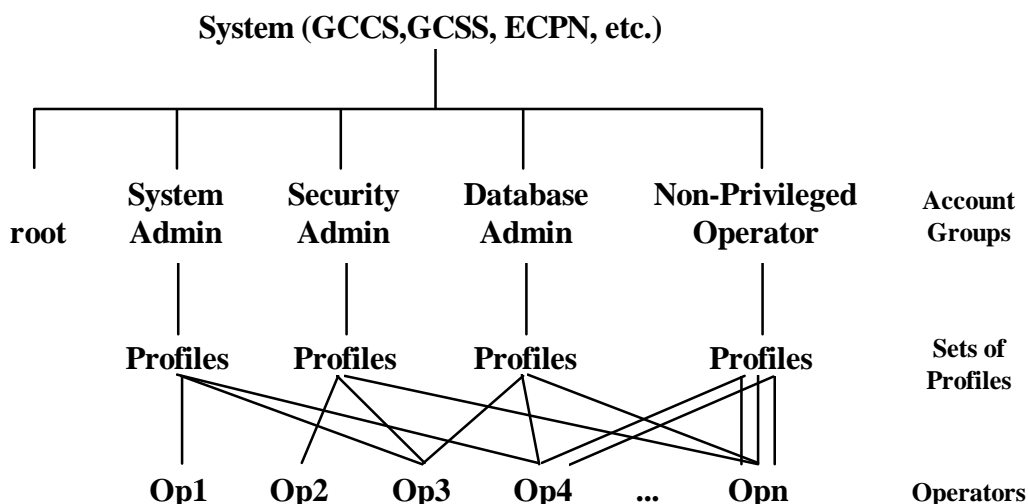 System (GCCS,GCSS, ECPN, etc.)
root
System
Admin
Security
Admin
Database
Admin
Non-Privileged
Operator
Account
Groups
Profiles
Profiles
Profiles
Profiles
Sets of
Profiles
Op1
Op2
Op3
Op4
...
Opn
Operators